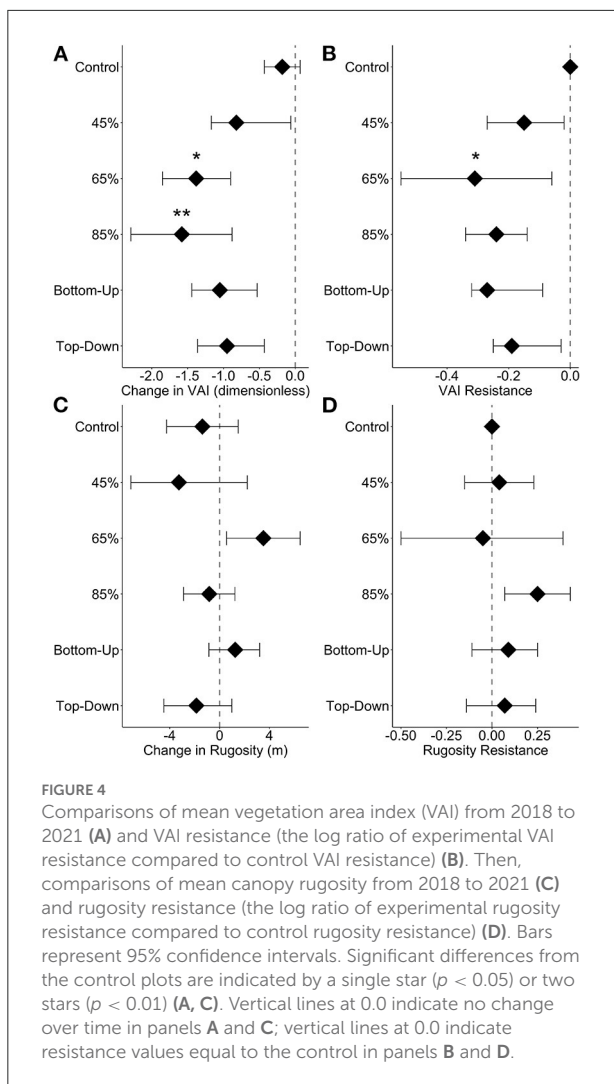 A
B
Control
Control
45%
45%
*
*
65%
65%
**
85%
85%
Bottom-Up
Bottom-Up
Top-Down
Top-Down
-2.0 -1.5 -1.0 -0.5 0.0
-0.4 -0.2 0.0
Change in VAI (dimensionless)
VAI Resistance
C
D
Control
Control
45%
45%
65%
65%
85%
85%
Bottom-Up
Bottom-Up
Top-Down
Top-Down
-4 0 4
-0.50 0.00 0.25
Change in Rugosity (m)
Rugosity Resistance
FIGURE 4
Comparisons of mean vegetation area index (VAI) from 2018 to
2021 (A) and VAI resistance (the log ratio of experimental VAI
resistance compared to control VAI resistance) (B). Then,
comparisons of mean canopy rugosity from 2018 to 2021 (C)
and rugosity resistance (the log ratio of experimental rugosity
resistance compared to control rugosity resistance) (D). Bars
represent 95% confidence intervals. Significant differences from
the control plots are indicated by a single star (p < 0.05) or two
stars (p < 0.01) (A, C). Vertical lines at 0.0 indicate no change
over time in panels A and C; vertical lines at 0.0 indicate
resistance values equal to the control in panels B and D.